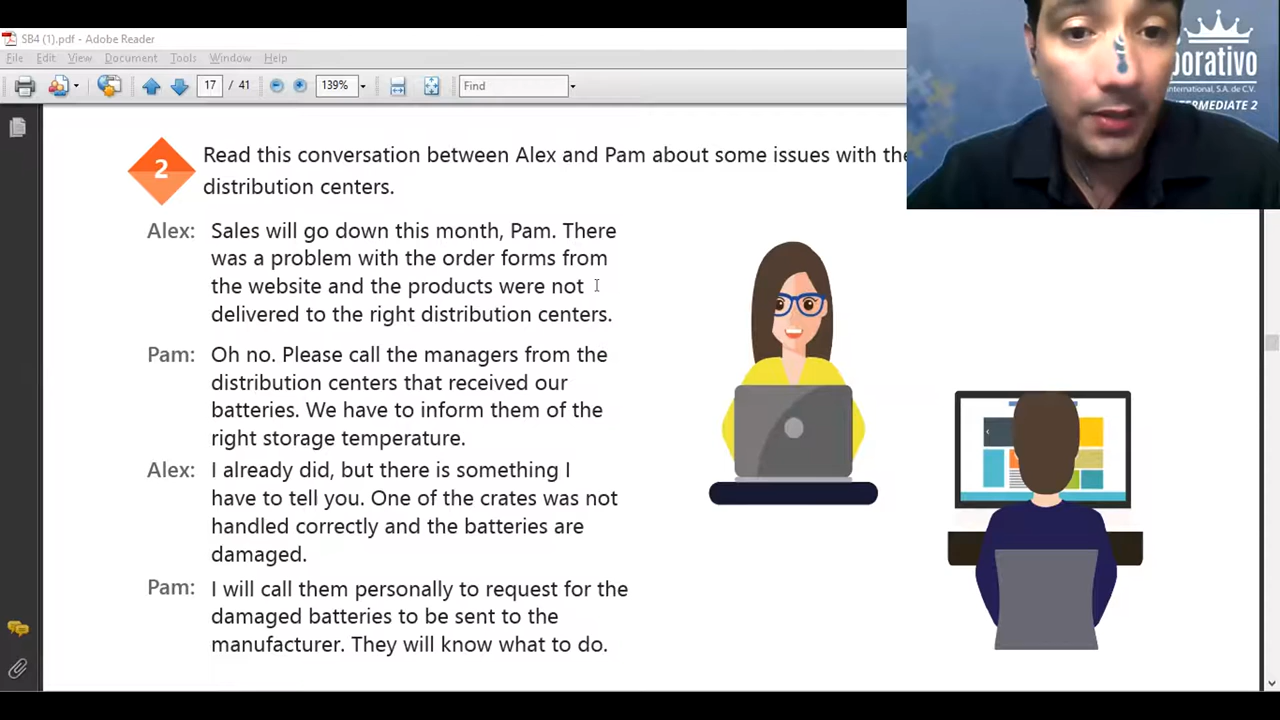 SB4 (1).pdf - Adobe Reader
File Edit View Document Tools Window Help
17 / 41 139% Find
orativo
international, S.A. de C.V.
INTERMEDIATE 2
2
Read this conversation between Alex and Pam about some issues with the
distribution centers.
Alex: Sales will go down this month, Pam. There
was a problem with the order forms from
the website and the products were not
delivered to the right distribution centers.
Pam: Oh no. Please call the managers from the
distribution centers that received our
batteries. We have to inform them of the
right storage temperature.
Alex: I already did, but there is something I
have to tell you. One of the crates was not
handled correctly and the batteries are
damaged.
Pam: I will call them personally to request for the
damaged batteries to be sent to the
manufacturer. They will know what to do.